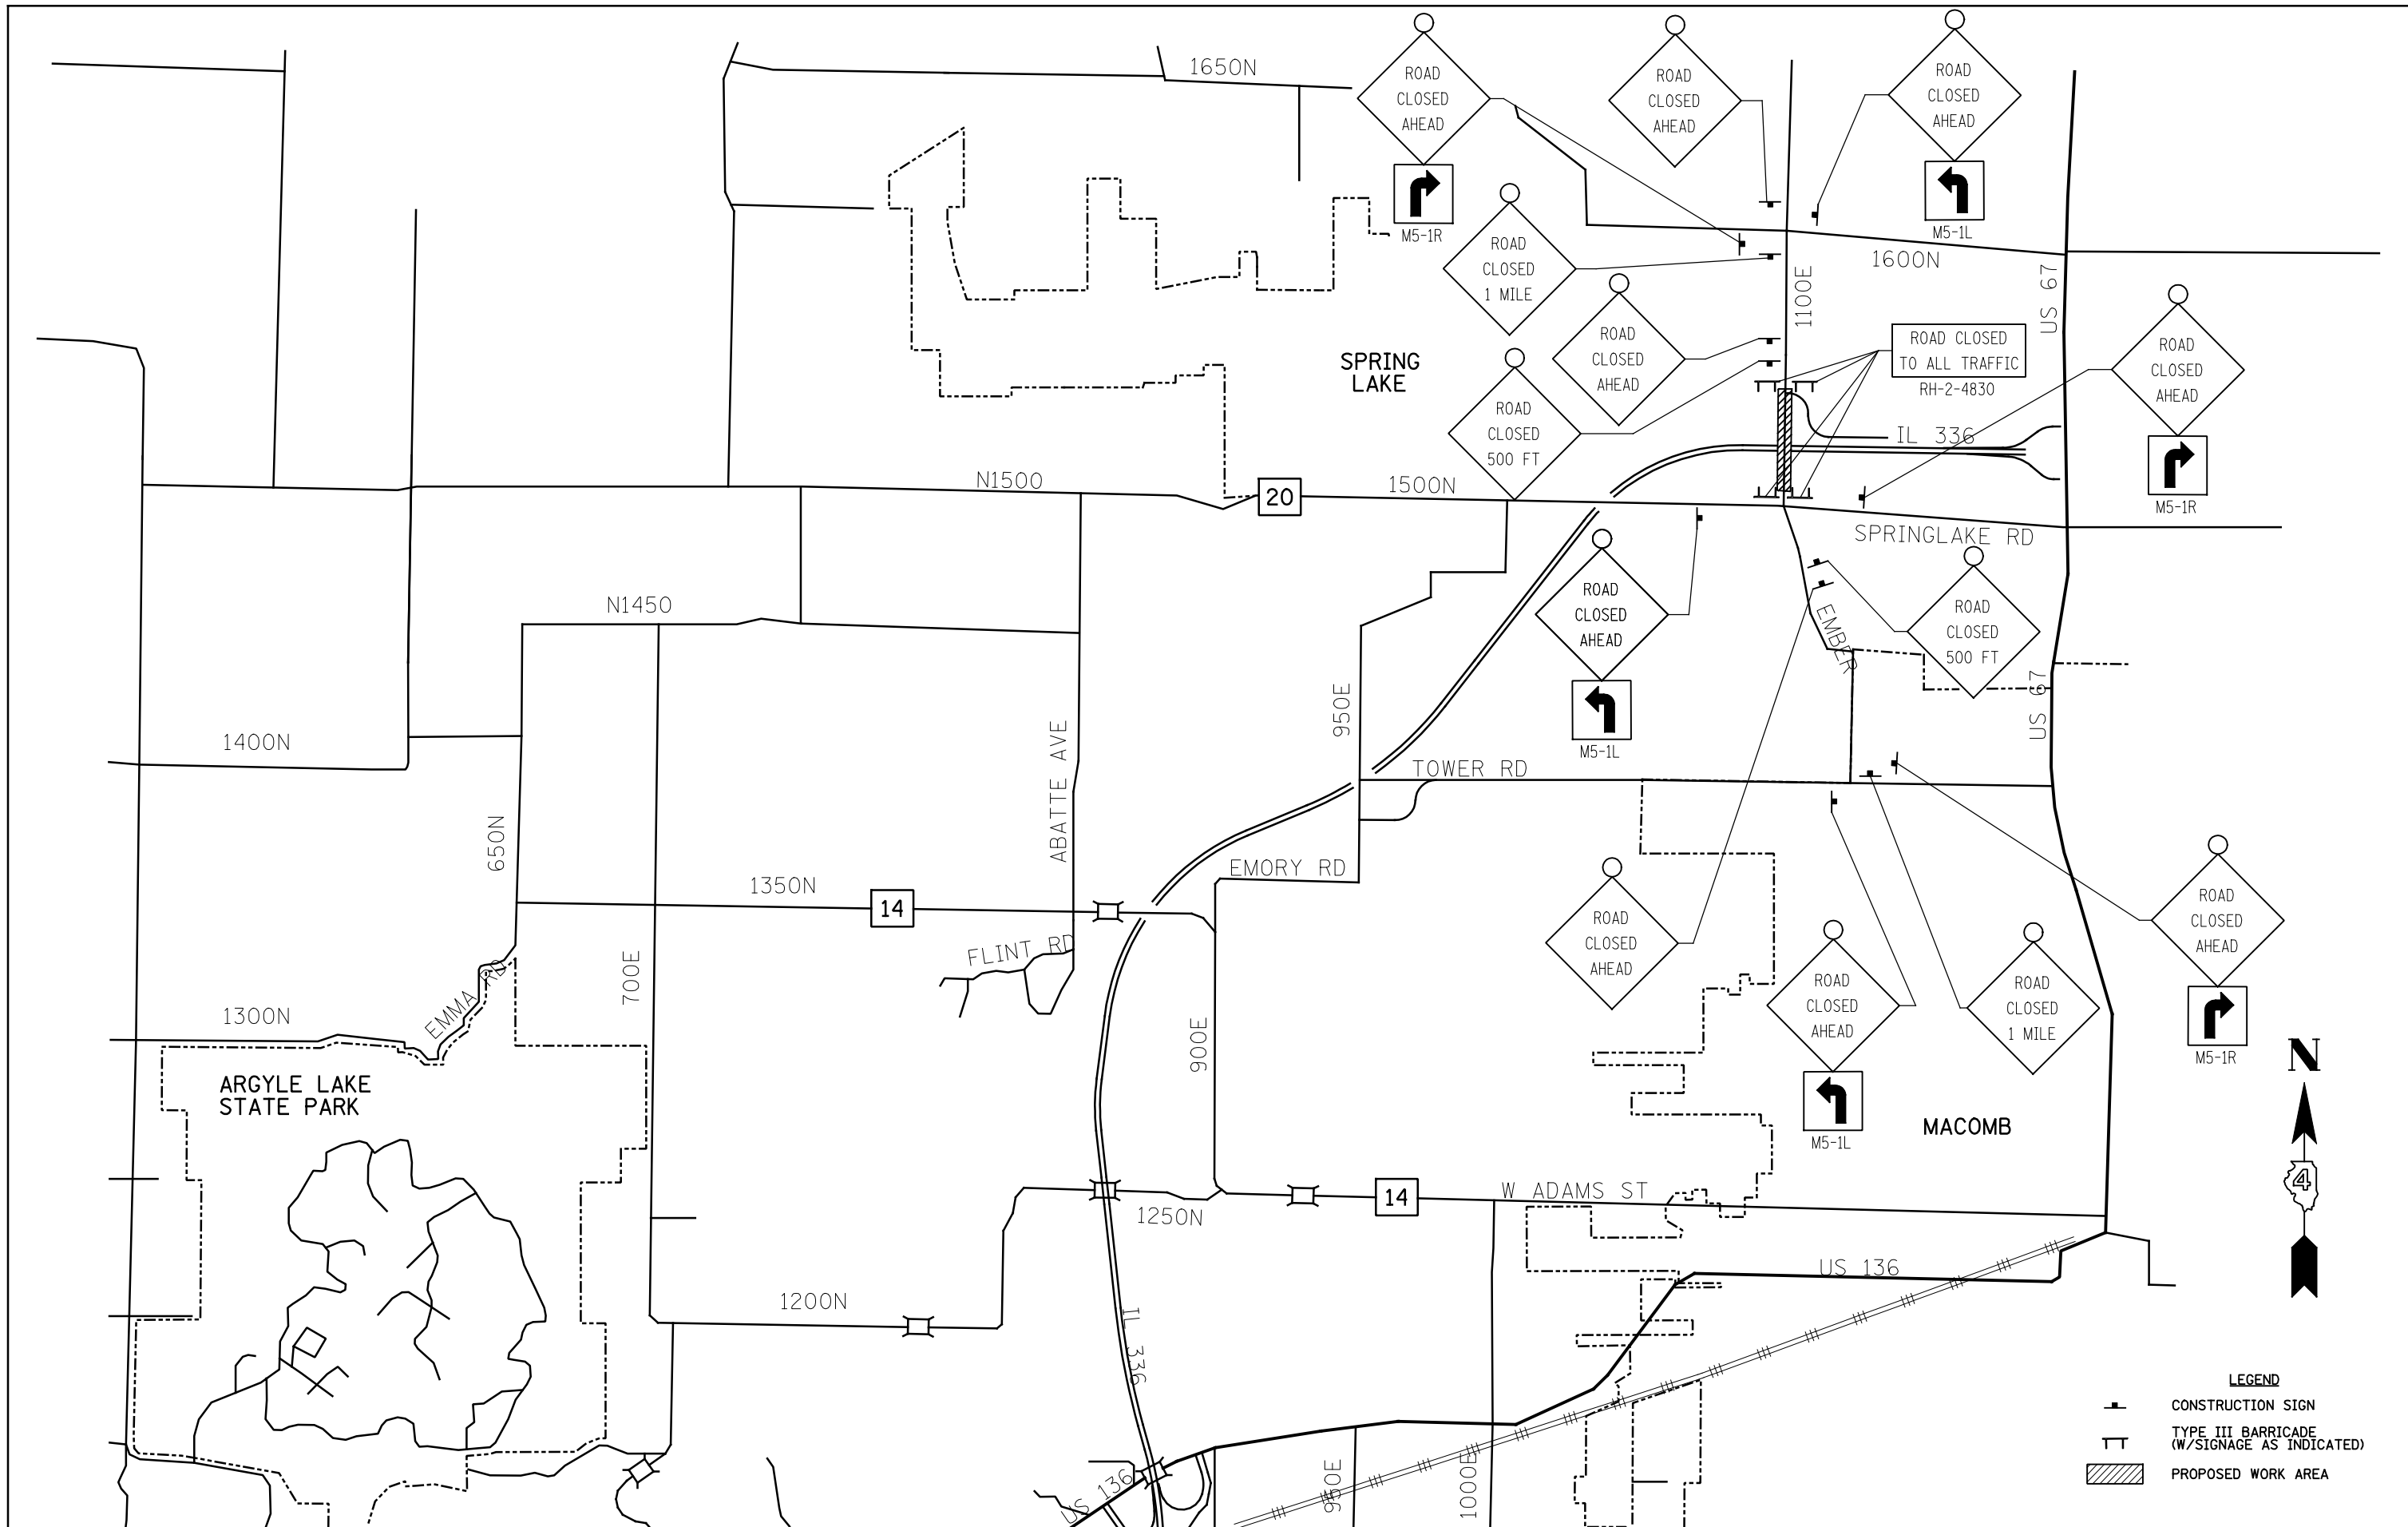 1650N
ROAD
CLOSED
AHEAD
M5-1R
ROAD
CLOSED
AHEAD
ROAD
CLOSED
AHEAD
M5-1L
ROAD
CLOSED
1 MILE
1600N
1100E
US 67
ROAD
CLOSED
AHEAD
ROAD CLOSED
TO ALL TRAFFIC
RH-2-4830
ROAD
CLOSED
AHEAD
M5-1R
SPRING
LAKE
ROAD
CLOSED
500 FT
IL 336
N1500
20
1500N
SPRINGLAKE RD
ROAD
CLOSED
AHEAD
M5-1L
ROAD
CLOSED
500 FT
EMBER
N1450
950E
US 67
1400N
ABATTE AVE
TOWER RD
650N
1350N
14
EMORY RD
ROAD
CLOSED
AHEAD
ROAD
CLOSED
AHEAD
M5-1L
ROAD
CLOSED
1 MILE
ROAD
CLOSED
AHEAD
M5-1R
FLINT RD
700E
EMMA RD
1300N
900E
ARGYLE LAKE
STATE PARK
MACOMB
N
4
14
W ADAMS ST
1250N
US 136
1200N
IL 336
US 136
950E
1000E
LEGEND
CONSTRUCTION SIGN
TYPE III BARRICADE
(W/SIGNAGE AS INDICATED)
PROPOSED WORK AREA